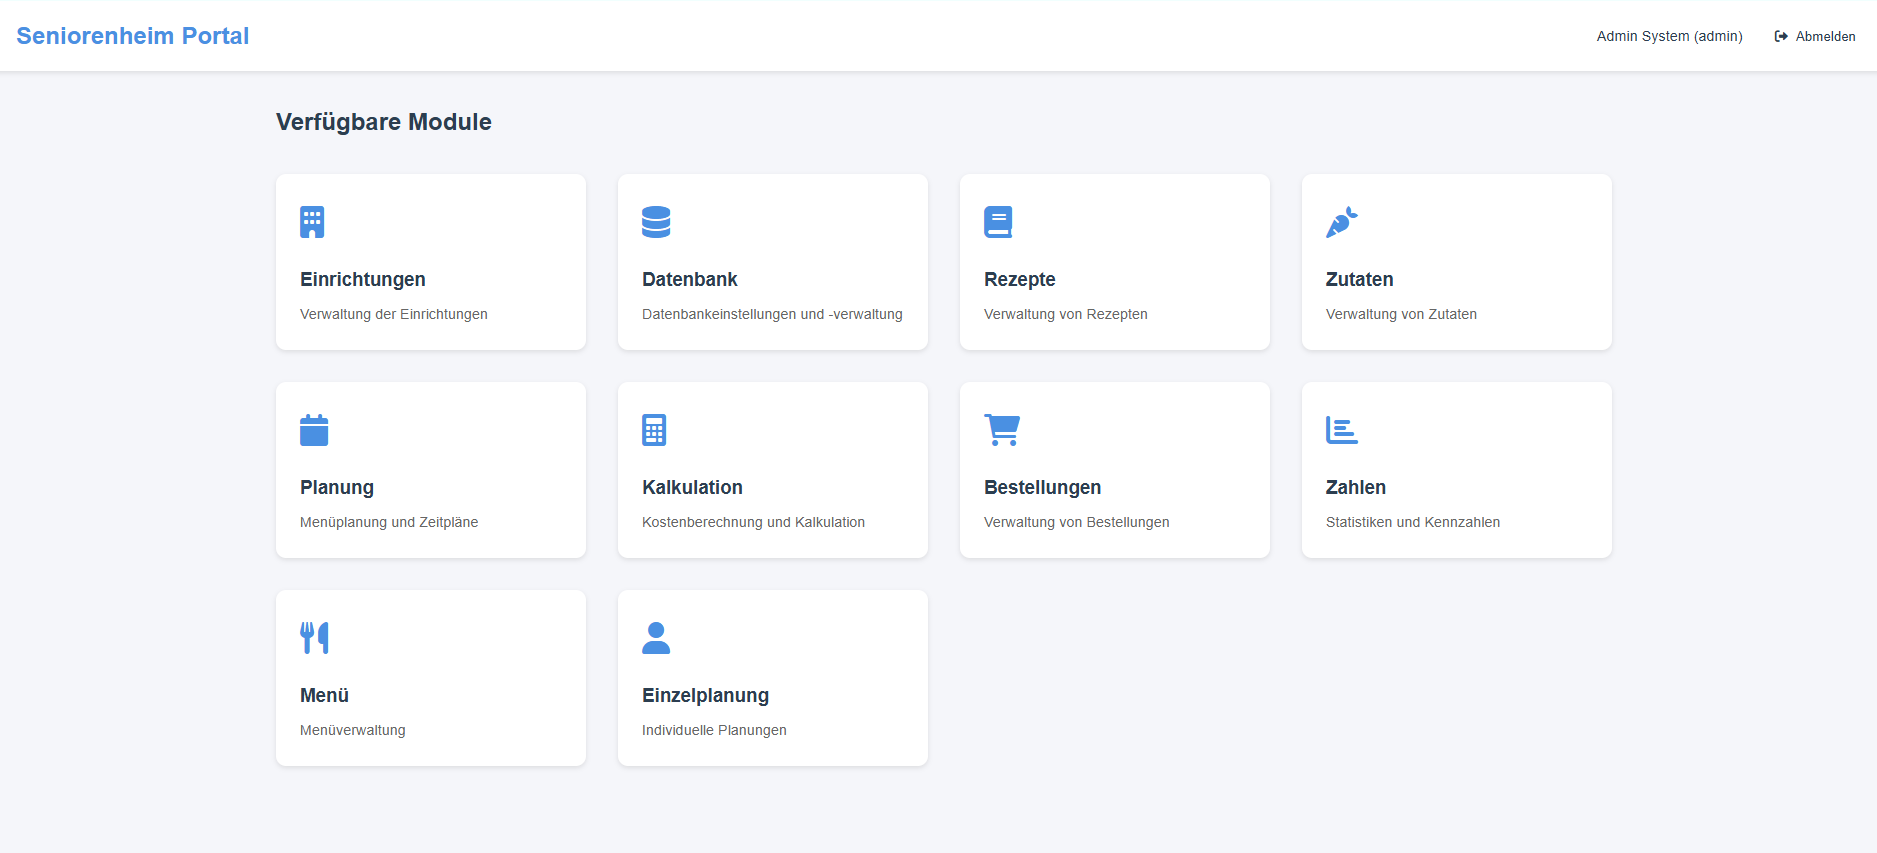 Seniorenheim Portal
Admin System (admin)
Abmelden
Verfügbare Module
Einrichtungen
Verwaltung der Einrichtungen
Datenbank
Datenbankeinstellungen und -verwaltung
Rezepte
Verwaltung von Rezepten
Zutaten
Verwaltung von Zutaten
Planung
Menüplanung und Zeitpläne
Kalkulation
Kostenberechnung und Kalkulation
Bestellungen
Verwaltung von Bestellungen
Zahlen
Statistiken und Kennzahlen
Menü
Menüverwaltung
Einzelplanung
Individuelle Planungen